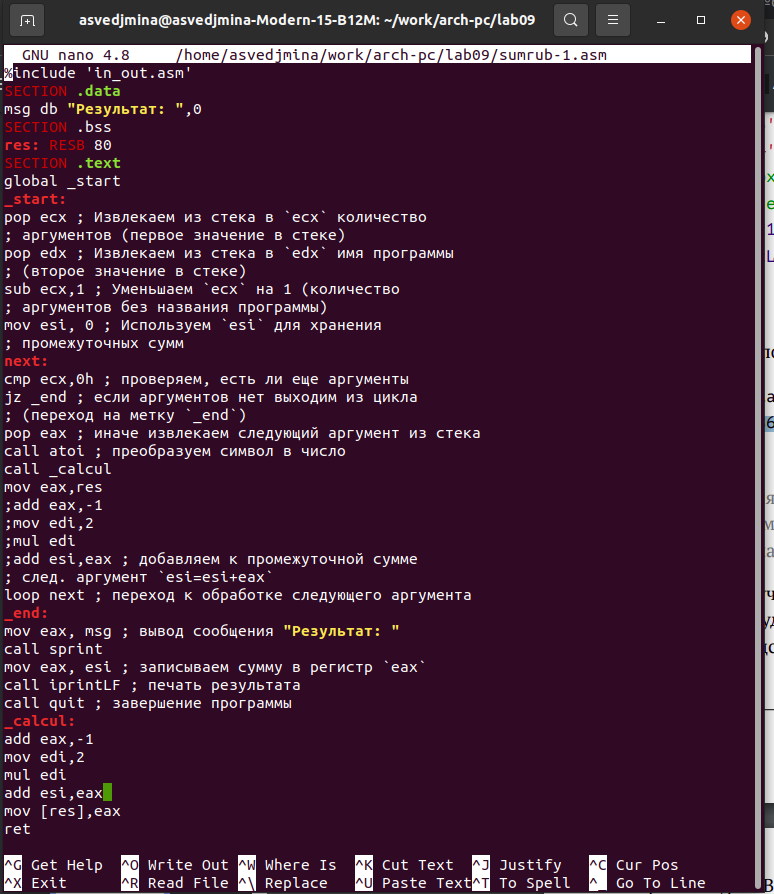 asvedjmina@asvedjmina-Modern-15-B12M: ~/work/arch-pc/lab09
GNU nano 4.8 /home/asvedjmina/work/arch-pc/lab09/sumrub-1.asm
%include 'in_out.asm'
SECTION .data
msg db "Результат: ",0
SECTION .bss
res: RESB 80
SECTION .text
global _start
_start:
pop ecx ; Извлекаем из стека в `ecx` количество
; аргументов (первое значение в стеке)
pop edx ; Извлекаем из стека в `edx` имя программы
; (второе значение в стеке)
sub ecx,1 ; Уменьшаем `ecx` на 1 (количество
; аргументов без названия программы)
mov esi, 0 ; Используем `esi` для хранения
; промежуточных сумм
next:
cmp ecx,0h ; проверяем, есть ли еще аргументы
jz _end ; если аргументов нет выходим из цикла
; (переход на метку `_end`)
pop eax ; иначе извлекаем следующий аргумент из стека
call atoi ; преобразуем символ в число
call _calcul
mov eax,res
;add eax,-1
;mov edi,2
;mul edi
;add esi,eax ; добавляем к промежуточной сумме
; след. аргумент `esi=esi+eax`
loop next ; переход к обработке следующего аргумента
_end:
mov eax, msg ; вывод сообщения "Результат: "
call sprint
mov eax, esi ; записываем сумму в регистр `eax`
call iprintLF ; печать результата
call quit ; завершение программы
_calcul:
add eax,-1
mov edi,2
mul edi
add esi,eax
mov [res],eax
ret
^G Get Help ^O Write Out ^W Where Is ^K Cut Text ^J Justify ^C Cur Pos
^X Exit ^R Read File ^\ Replace ^U Paste Text ^T To Spell ^_ Go To Line